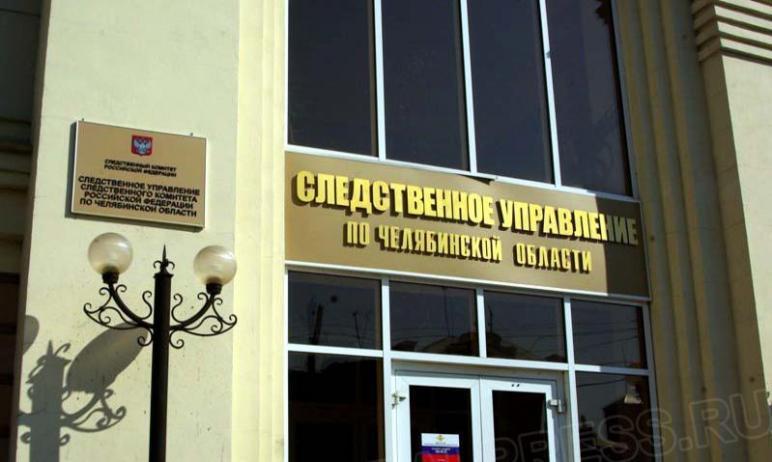 СЛЕДСТВЕННЫЙ КОМИТЕТ
РОССИЙСКОЙ ФЕДЕРАЦИИ
СЛЕДСТВЕННОЕ УПРАВЛЕНИЕ
СЛЕДСТВЕННОГО КОМИТЕТА
РОССИЙСКОЙ ФЕДЕРАЦИИ
ПО ЧЕЛЯБИНСКОЙ ОБЛАСТИ
СЛЕДСТВЕННОЕ УПРАВЛЕНИЕ
ПО ЧЕЛЯБИНСКОЙ ОБЛАСТИ